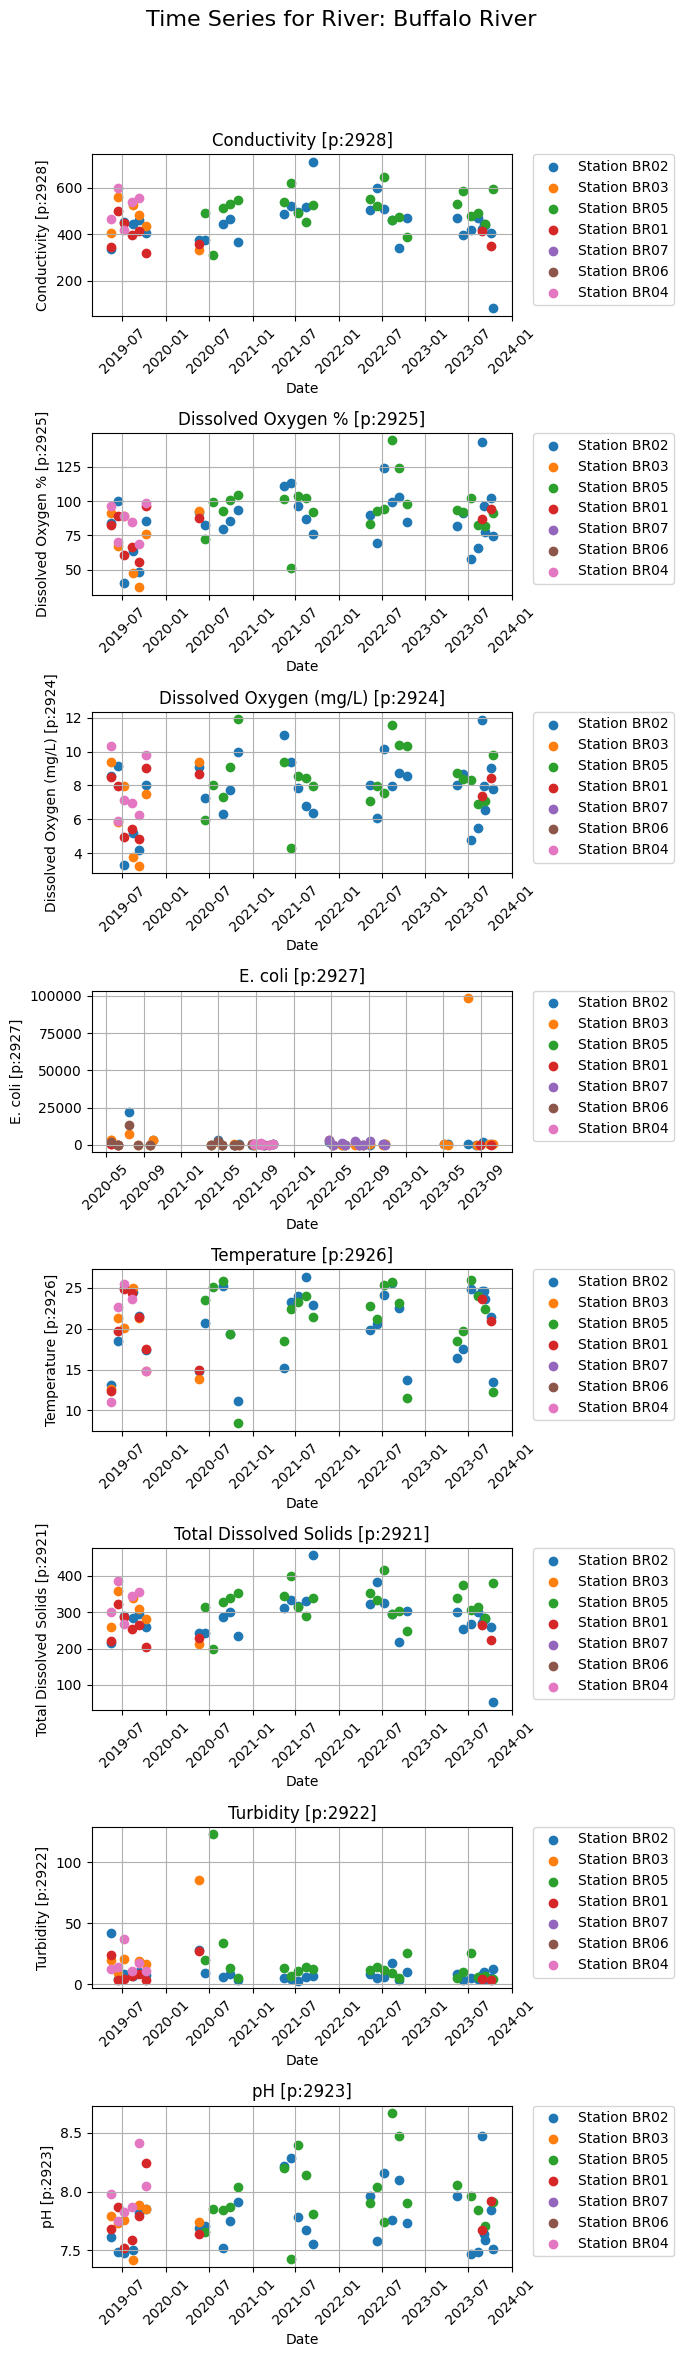 Time Series for River: Buffalo River
Conductivity [p:2928]
Conductivity [p:2928]
600
400
200
2019-07 2020-01 2020-07 2021-01 2021-07 2022-01 2022-07 2023-01 2023-07 2024-01
Date
Station BR02
Station BR03
Station BR05
Station BR01
Station BR07
Station BR06
Station BR04
Dissolved Oxygen % [p:2925]
Dissolved Oxygen % [p:2925]
125
100
75
50
2019-07 2020-01 2020-07 2021-01 2021-07 2022-01 2022-07 2023-01 2023-07 2024-01
Date
Station BR02
Station BR03
Station BR05
Station BR01
Station BR07
Station BR06
Station BR04
Dissolved Oxygen (mg/L) [p:2924]
Dissolved Oxygen (mg/L) [p:2924]
12
10
8
6
4
2019-07 2020-01 2020-07 2021-01 2021-07 2022-01 2022-07 2023-01 2023-07 2024-01
Date
Station BR02
Station BR03
Station BR05
Station BR01
Station BR07
Station BR06
Station BR04
E. coli [p:2927]
E. coli [p:2927]
100000
75000
50000
25000
0
2020-05 2020-09 2021-01 2021-05 2021-09 2022-01 2022-05 2022-09 2023-01 2023-05 2023-09
Date
Station BR02
Station BR03
Station BR05
Station BR01
Station BR07
Station BR06
Station BR04
Temperature [p:2926]
Temperature [p:2926]
25
20
15
10
2019-07 2020-01 2020-07 2021-01 2021-07 2022-01 2022-07 2023-01 2023-07 2024-01
Date
Station BR02
Station BR03
Station BR05
Station BR01
Station BR07
Station BR06
Station BR04
Total Dissolved Solids [p:2921]
Total Dissolved Solids [p:2921]
400
300
200
100
2019-07 2020-01 2020-07 2021-01 2021-07 2022-01 2022-07 2023-01 2023-07 2024-01
Date
Station BR02
Station BR03
Station BR05
Station BR01
Station BR07
Station BR06
Station BR04
Turbidity [p:2922]
Turbidity [p:2922]
100
50
0
2019-07 2020-01 2020-07 2021-01 2021-07 2022-01 2022-07 2023-01 2023-07 2024-01
Date
Station BR02
Station BR03
Station BR05
Station BR01
Station BR07
Station BR06
Station BR04
pH [p:2923]
pH [p:2923]
8.5
8.0
7.5
2019-07 2020-01 2020-07 2021-01 2021-07 2022-01 2022-07 2023-01 2023-07 2024-01
Date
Station BR02
Station BR03
Station BR05
Station BR01
Station BR07
Station BR06
Station BR04